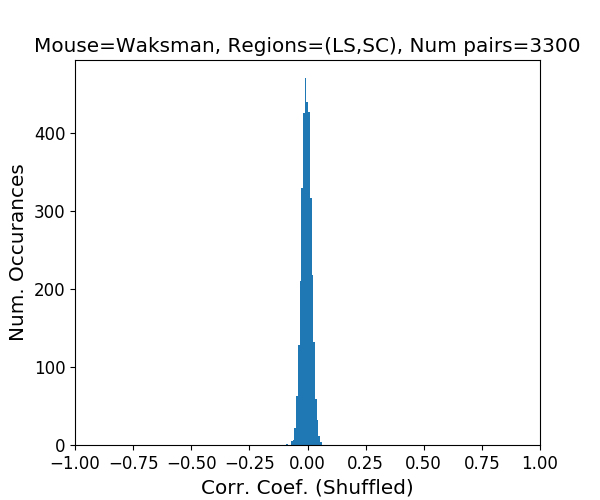 Mouse=Waksman, Regions=(LS,SC), Num pairs=3300
Num. Occurances
400
300
200
100
0
−1.00 −0.75 −0.50 −0.25 0.00 0.25 0.50 0.75 1.00
Corr. Coef. (Shuffled)